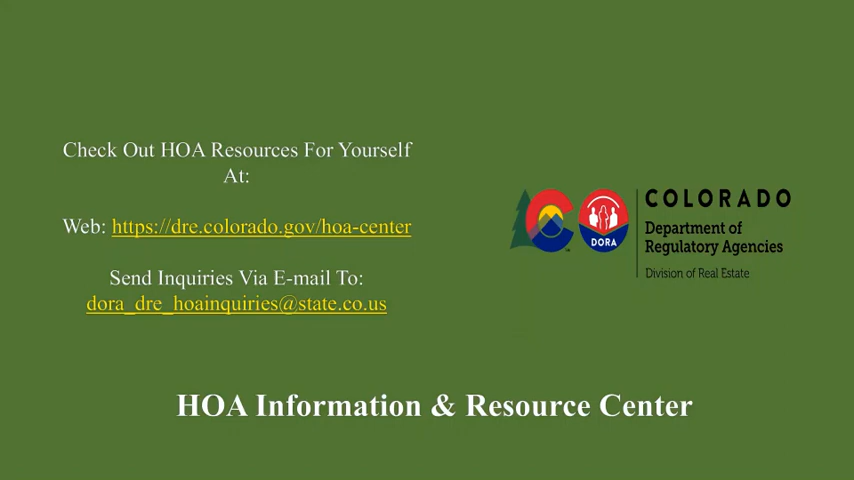 Check Out HOA Resources For Yourself
At:
Web: https://dre.colorado.gov/hoa-center
Send Inquiries Via E-mail To:
dora_dre_hoainquiries@state.co.us
COLORADO
Department of
Regulatory Agencies
Division of Real Estate
DORA
HOA Information & Resource Center